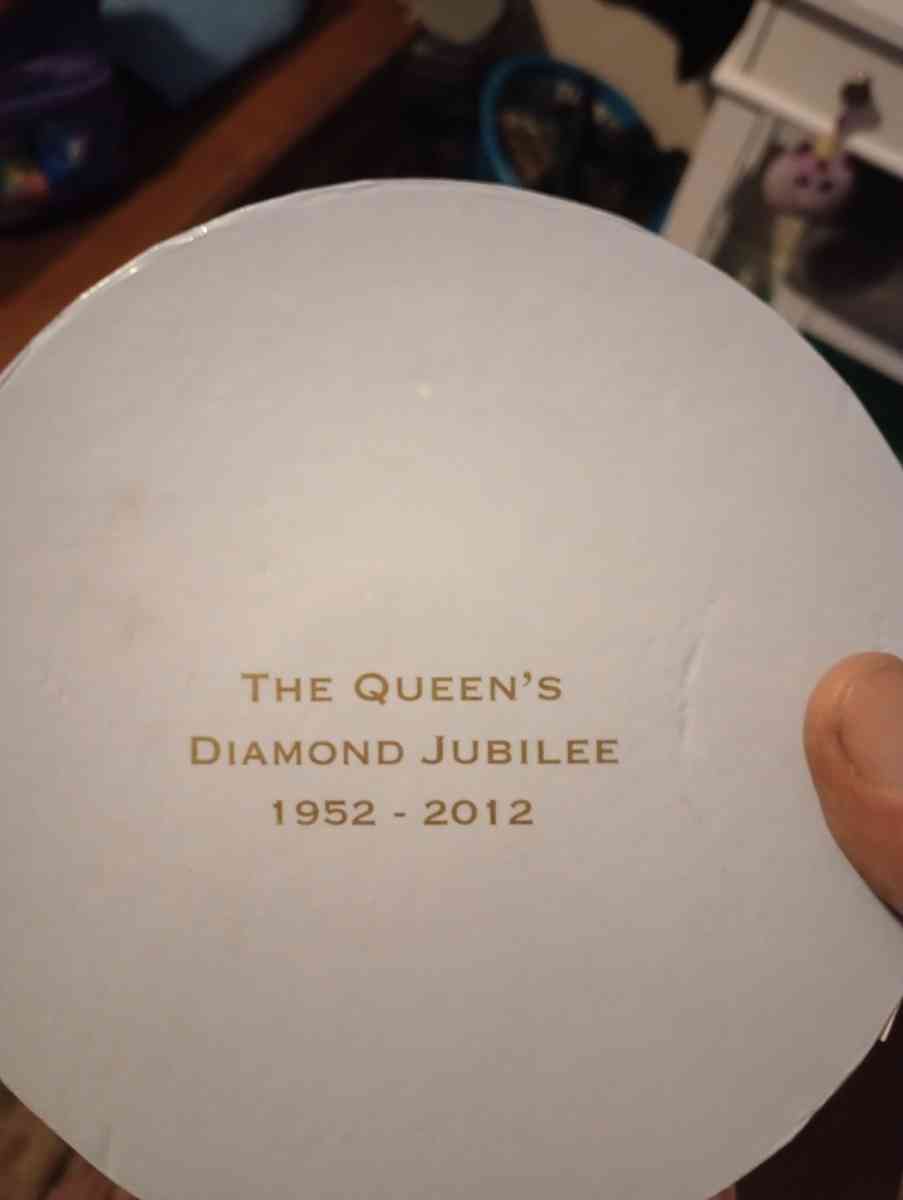 The Queen's
Diamond Jubilee
1952 - 2012